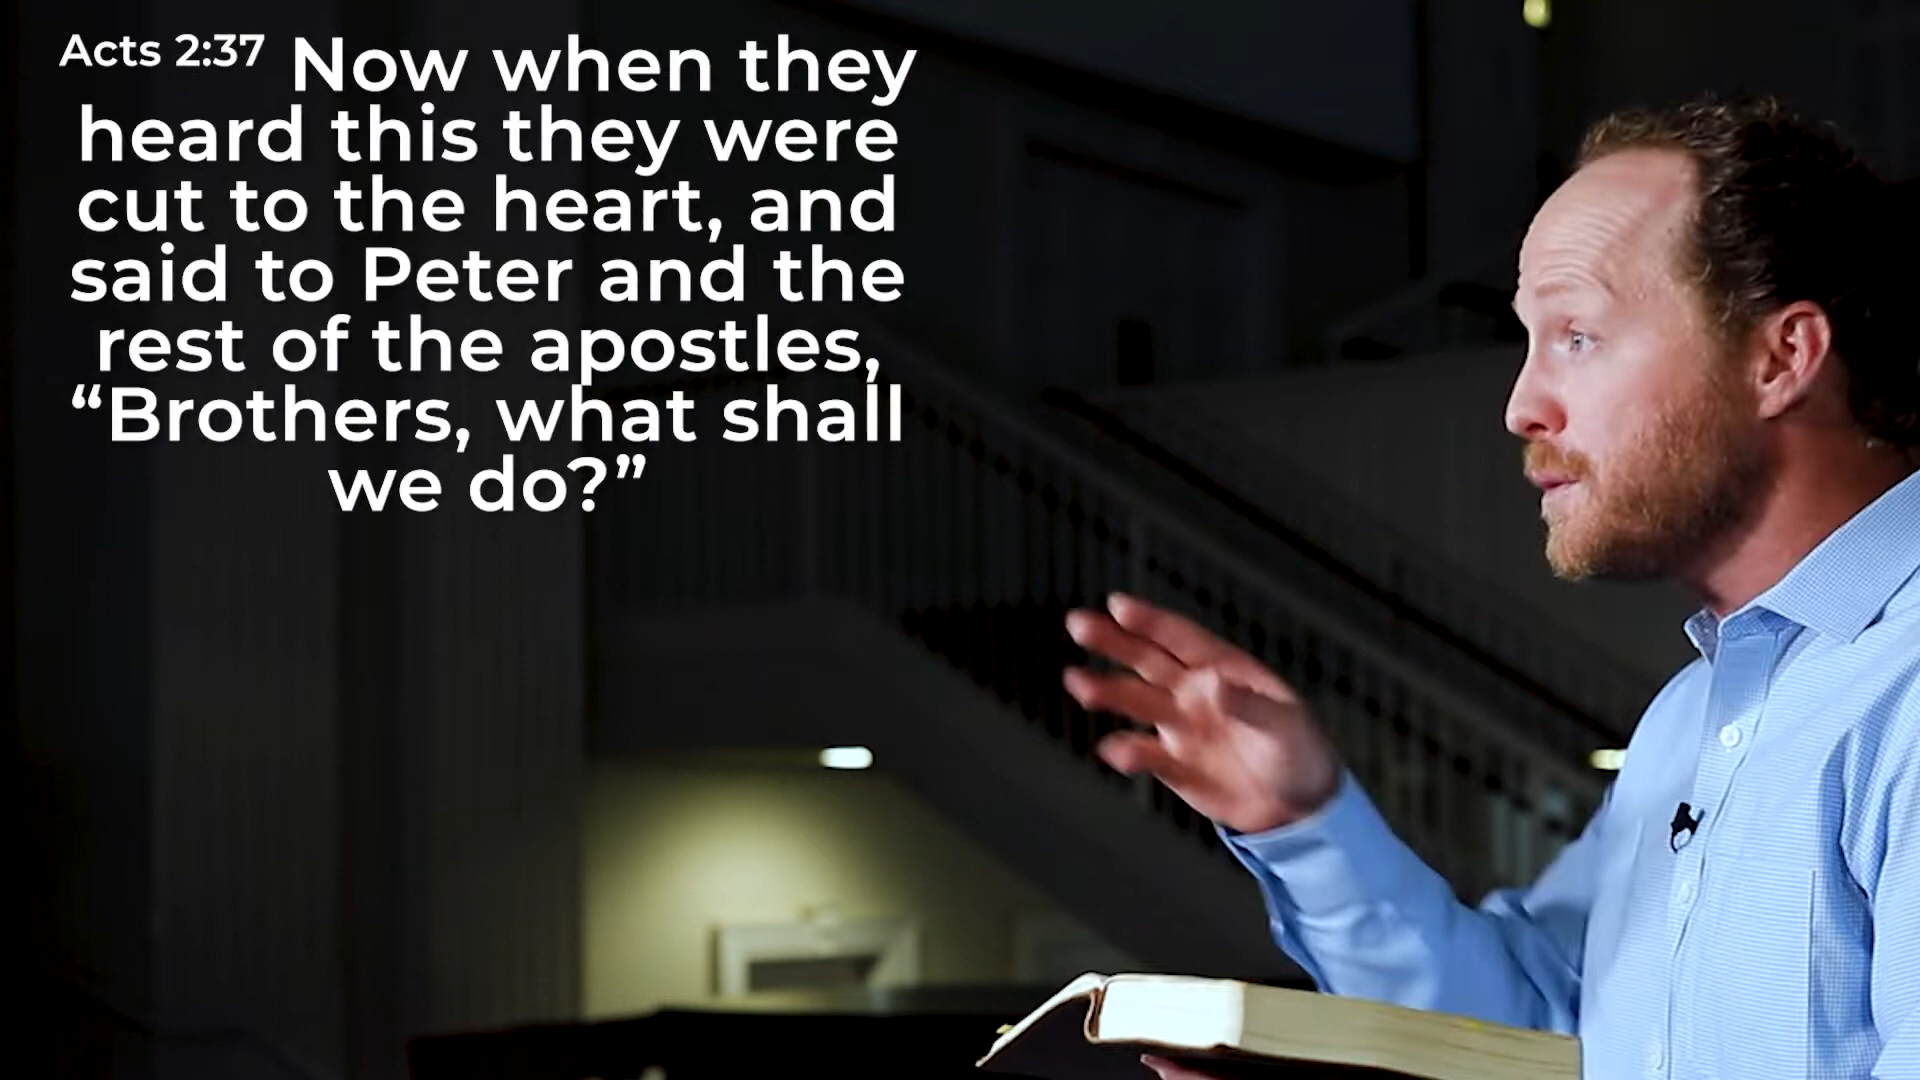 Acts 2:37 Now when they
heard this they were
cut to the heart, and
said to Peter and the
rest of the apostles,
“Brothers, what shall
we do?”